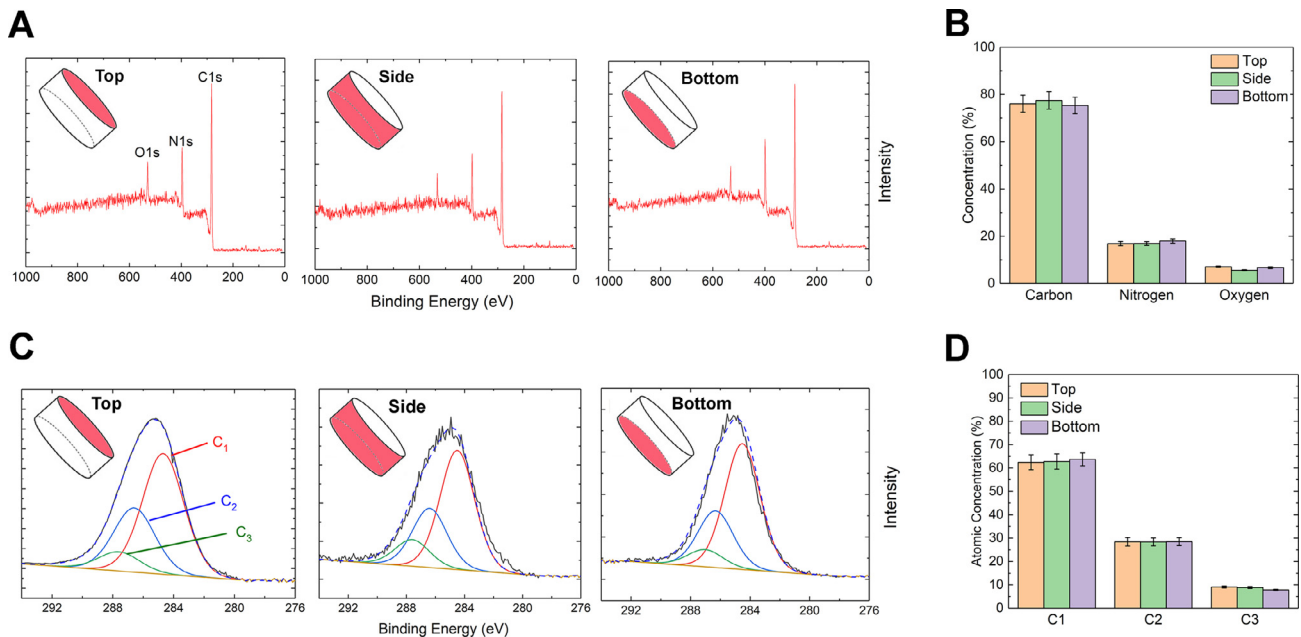 A
Top
C1s
N1s
O1s
1000 800 600 400 200 0
Side
1000 800 600 400 200 0
Bottom
1000 800 600 400 200 0
Intensity
Binding Energy (eV)
B
100
80
60
40
20
0
Concentration (%)
Top
Side
Bottom
Carbon Nitrogen Oxygen
C
Top
C1
C2
C3
292 288 284 280 276
Side
292 288 284 280 276
Bottom
292 288 284 280 276
Intensity
Binding Energy (eV)
D
100
90
80
70
60
50
40
30
20
10
0
Atomic Concentration (%)
Top
Side
Bottom
C1 C2 C3